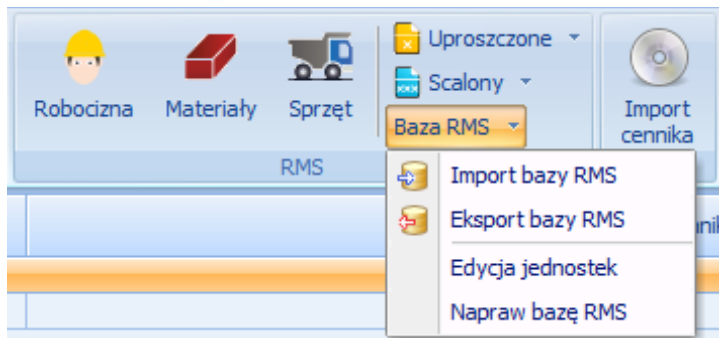 Robocizna
Materiały
Sprzęt
Uproszczone
Scalony
Baza RMS
Import
cennika
RMS
Import bazy RMS
Eksport bazy RMS
Edycja jednostek
Napraw bazę RMS